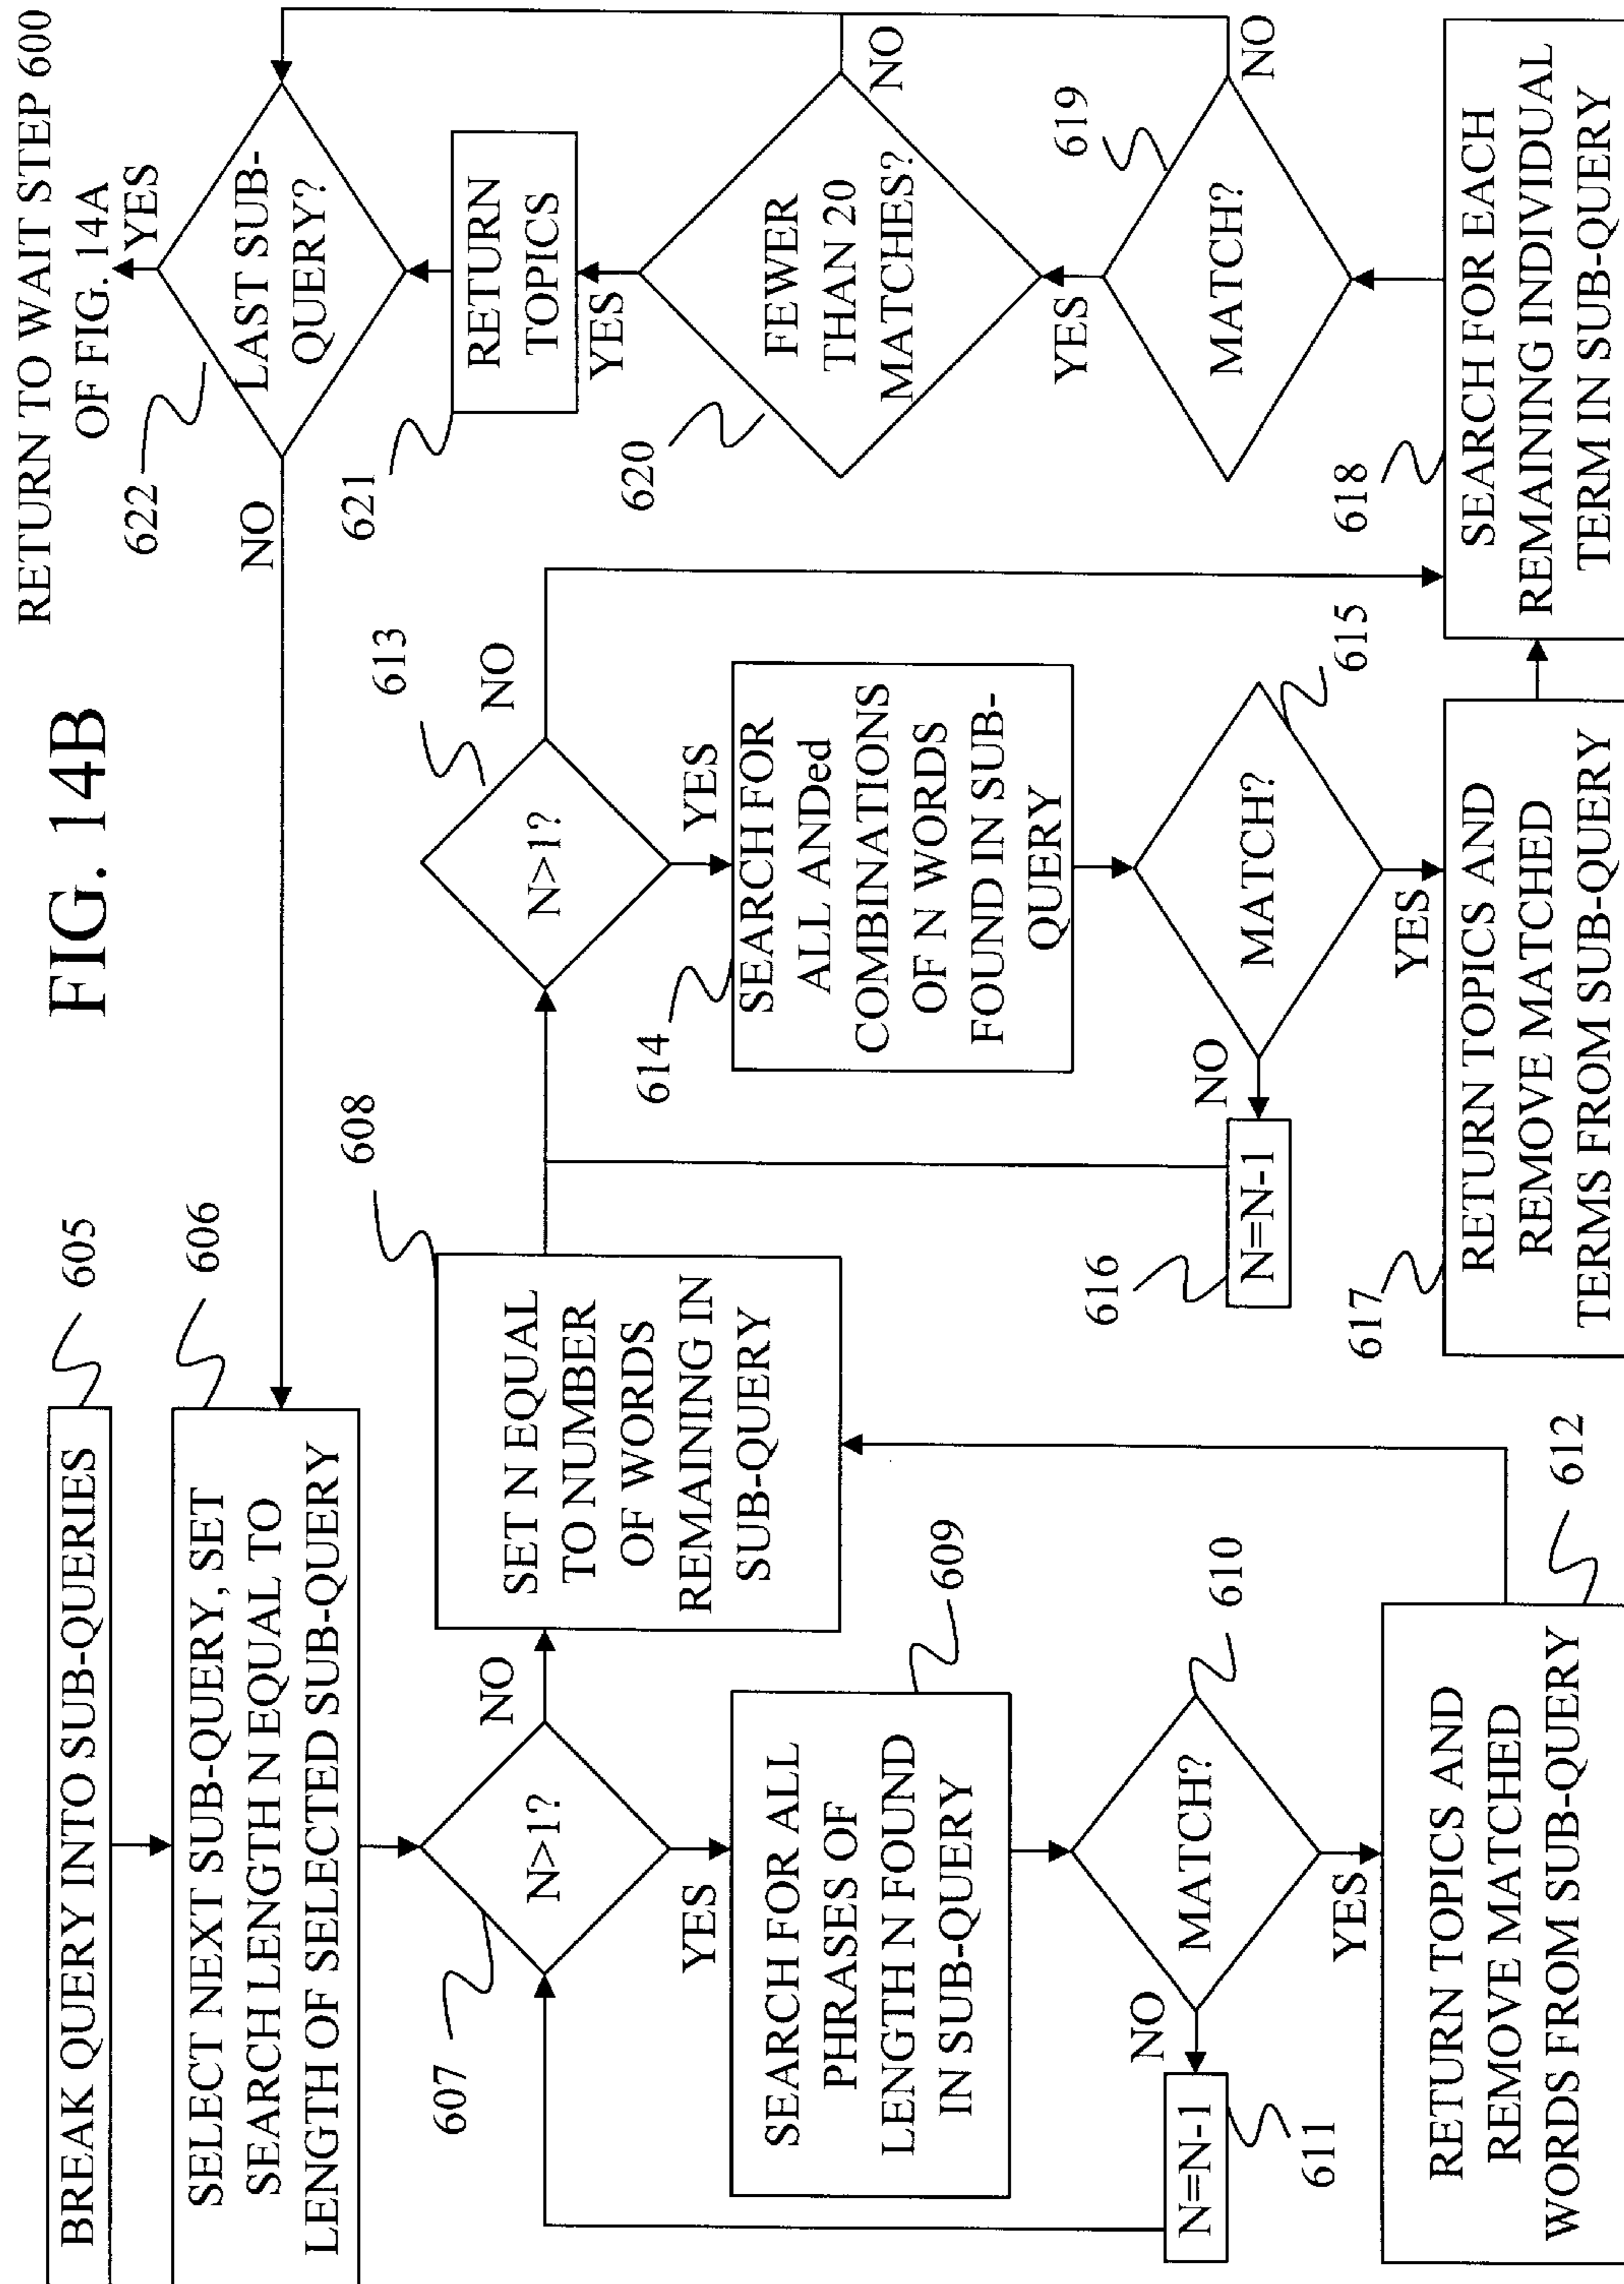 FIG. 14B
RETURN TO WAIT STEP 600
OF FIG. 14A
BREAK QUERY INTO SUB-QUERIES
605
SELECT NEXT SUB-QUERY, SET
SEARCH LENGTH N EQUAL TO
LENGTH OF SELECTED SUB-QUERY
606
607
N>1?
NO
YES
SET N EQUAL
TO NUMBER
OF WORDS
REMAINING IN
SUB-QUERY
608
SEARCH FOR ALL
PHRASES OF
LENGTH N FOUND
IN SUB-QUERY
609
MATCH?
610
NO
YES
N=N-1
611
RETURN TOPICS AND
REMOVE MATCHED
WORDS FROM SUB-QUERY
612
613
N>1?
NO
YES
614
SEARCH FOR
ALL ANDed
COMBINATIONS
OF N WORDS
FOUND IN SUB-
QUERY
MATCH?
615
NO
YES
616
N=N-1
617
RETURN TOPICS AND
REMOVE MATCHED
TERMS FROM SUB-QUERY
618
SEARCH FOR EACH
REMAINING INDIVIDUAL
TERM IN SUB-QUERY
MATCH?
619
NO
YES
620
FEWER
THAN 20
MATCHES?
NO
YES
621
RETURN
TOPICS
622
LAST SUB-
QUERY?
YES
NO